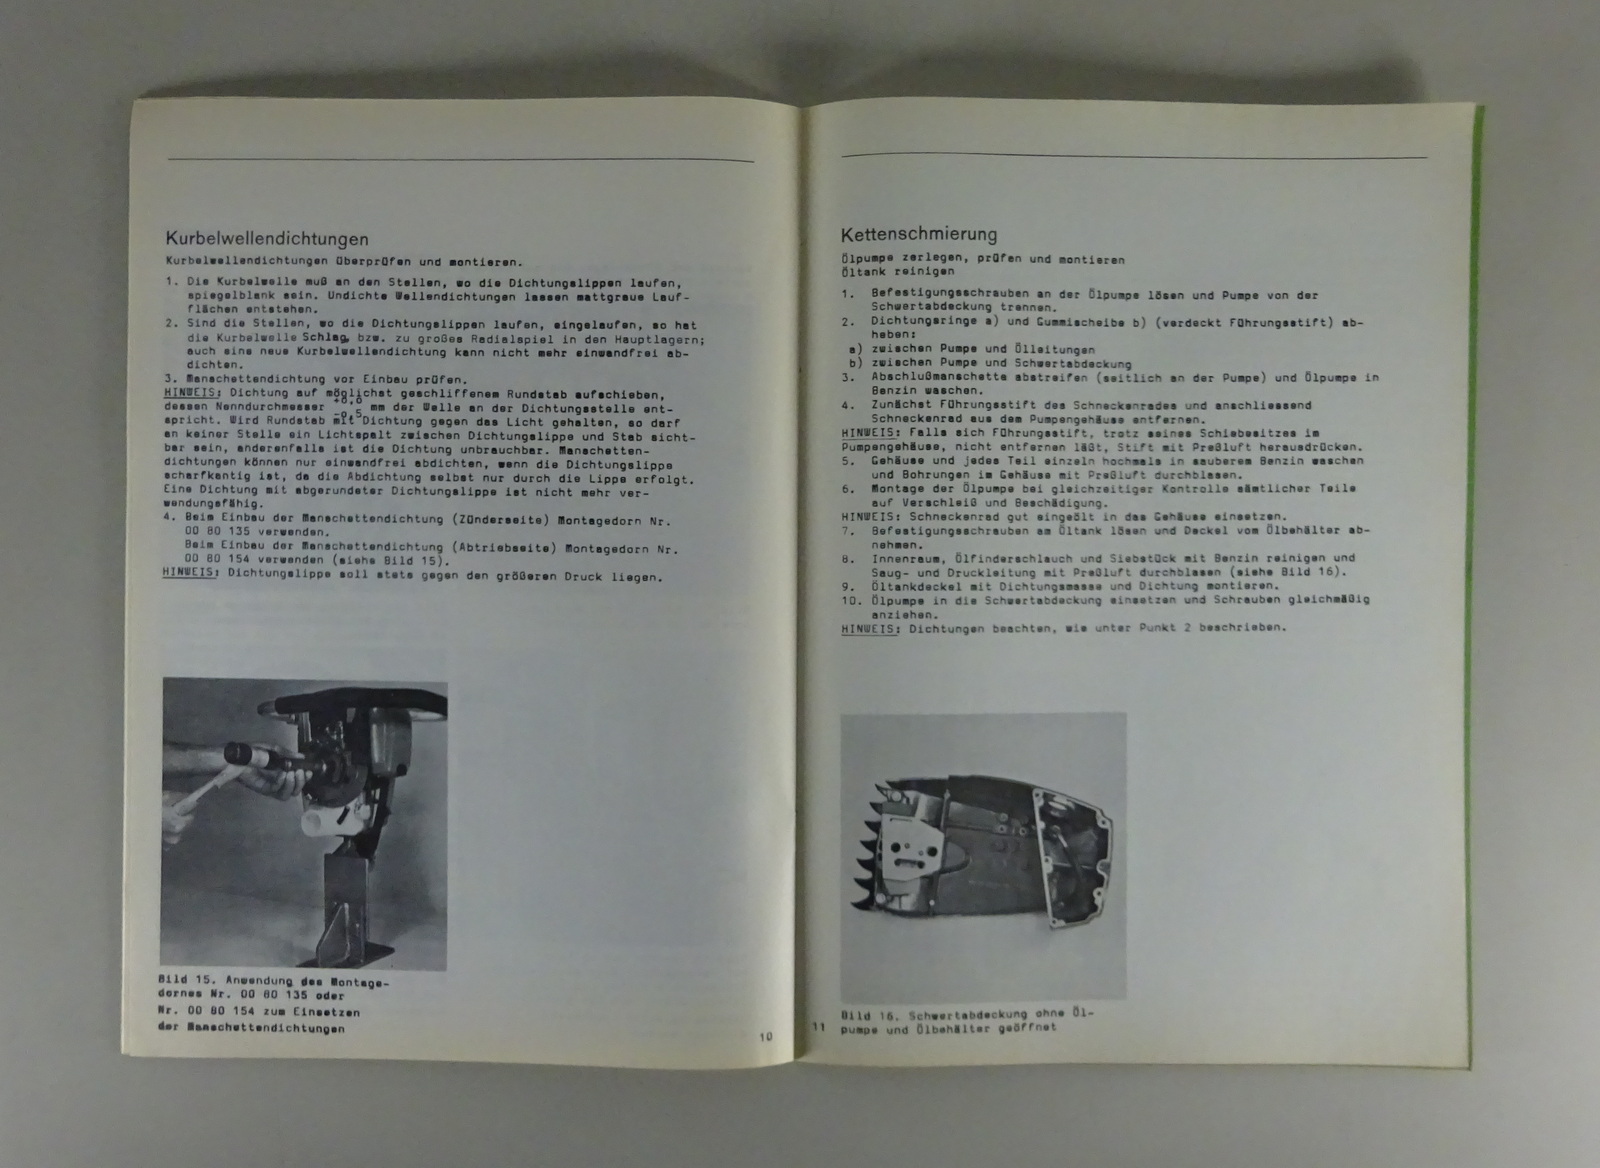 Kurbelwellendichtungen
Kurbelwellendichtungen überprüfen und montieren.
1. Die Kurbelwelle muß an den Stellen, wo die Dichtungslippen laufen,
spiegelblank sein. Undichte Wellendichtungen lassen mattgraue Lauf-
flächen entstehen.
2. Sind die Stellen, wo die Dichtungslippen laufen, eingelaufen, so hat
die Kurbelwelle Schlag, bzw. zu großes Radialspiel in den Hauptlagern;
auch eine neue Kurbelwellendichtung kann nicht mehr einwandfrei ab-
dichten.
3. Manschettendichtung vor Einbau prüfen.
HINWEIS: Dichtung auf möglichst geschliffenem Rundstab aufschieben,
dessen Nenndurchmesser +0,0 -0,5 mm der Welle an der Dichtungsstelle ent-
spricht. Wird Rundstab mit Dichtung gegen das Licht gehalten, so darf
an keiner Stelle ein Lichtspalt zwischen Dichtungslippe und Stab sicht-
bar sein, anderenfalls ist die Dichtung unbrauchbar. Manschetten-
dichtungen können nur einwandfrei abdichten, wenn die Dichtungslippe
scharfkantig ist, da die Abdichtung selbst nur durch die Lippe erfolgt.
Eine Dichtung mit abgerundeter Dichtungslippe ist nicht mehr ver-
wendungsfähig.
4. Beim Einbau der Manschettendichtung (Zünderseite) Montagedorn Nr.
00 80 135 verwenden.
Beim Einbau der Manschettendichtung (Abtriebseite) Montagedorn Nr.
00 80 154 verwenden (siehe Bild 15).
HINWEIS: Dichtungslippe soll stets gegen den größeren Druck liegen.
Bild 15. Anwendung des Montage-
dornes Nr. 00 80 135 oder
Nr. 00 80 154 zum Einsetzen
der Manschettendichtungen
10
Kettenschmierung
Ölpumpe zerlegen, prüfen und montieren
Öltank reinigen
1. Befestigungsschrauben an der Ölpumpe lösen und Pumpe von der
Schwertabdeckung trennen.
2. Dichtungsringe a) und Gummischeibe b) (verdeckt Führungsstift) ab-
heben:
a) zwischen Pumpe und Ölleitungen
b) zwischen Pumpe und Schwertabdeckung
3. Abschlußmanschette abstreifen (seitlich an der Pumpe) und Ölpumpe in
Benzin waschen.
4. Zunächst Führungsstift des Schneckenrades und anschliessend
Schneckenrad aus dem Pumpengehäuse entfernen.
HINWEIS: Falls sich Führungsstift, trotz seines Schiebesitzes im
Pumpengehäuse, nicht entfernen läßt, Stift mit Preßluft herausdrücken.
5. Gehäuse und jedes Teil einzeln nochmals in sauberem Benzin waschen
und Bohrungen im Gehäuse mit Preßluft durchblasen.
6. Montage der Ölpumpe bei gleichzeitiger Kontrolle sämtlicher Teile
auf Verschleiß und Beschädigung.
HINWEIS: Schneckenrad gut eingeölt in das Gehäuse einsetzen.
7. Befestigungsschrauben am Öltank lösen und Deckel vom Ölbehälter ab-
nehmen.
8. Innenraum, Ölfinderschlauch und Siebstück mit Benzin reinigen und
Saug- und Druckleitung mit Preßluft durchblasen (siehe Bild 16).
9. Öltankdeckel mit Dichtungsmasse und Dichtung montieren.
10. Ölpumpe in die Schwertabdeckung einsetzen und Schrauben gleichmäßig
anziehen.
HINWEIS: Dichtungen beachten, wie unter Punkt 2 beschrieben.
Bild 16. Schwertabdeckung ohne Öl-
pumpe und Ölbehälter geöffnet
11